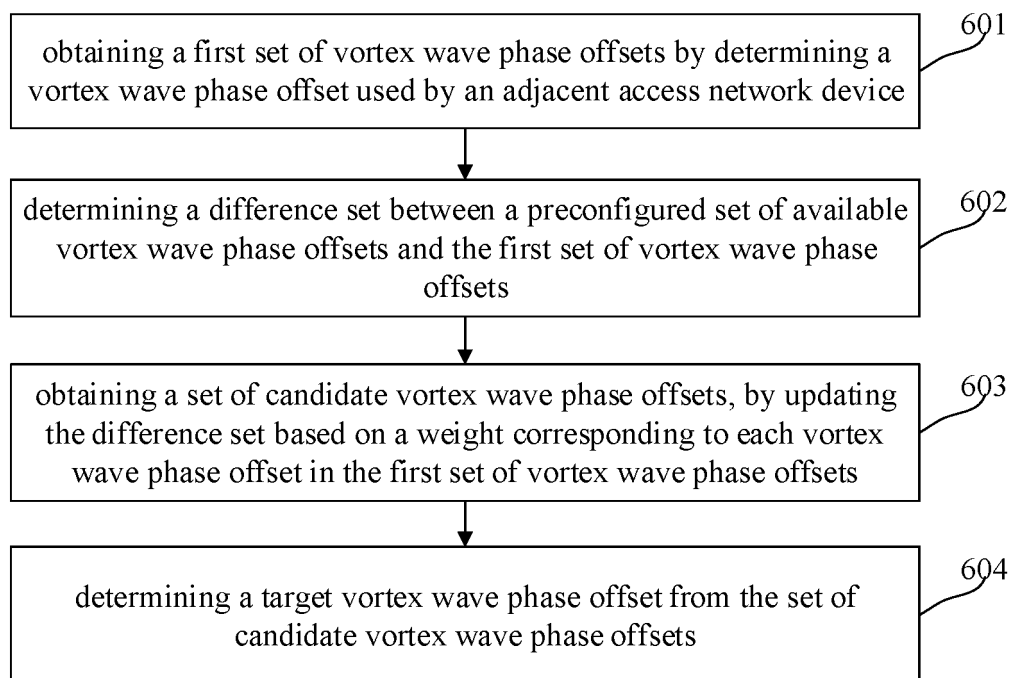 obtaining a first set of vortex wave phase offsets by determining a
vortex wave phase offset used by an adjacent access network device
601
determining a difference set between a preconfigured set of available
vortex wave phase offsets and the first set of vortex wave phase
offsets
602
obtaining a set of candidate vortex wave phase offsets, by updating
the difference set based on a weight corresponding to each vortex
wave phase offset in the first set of vortex wave phase offsets
603
determining a target vortex wave phase offset from the set of
candidate vortex wave phase offsets
604